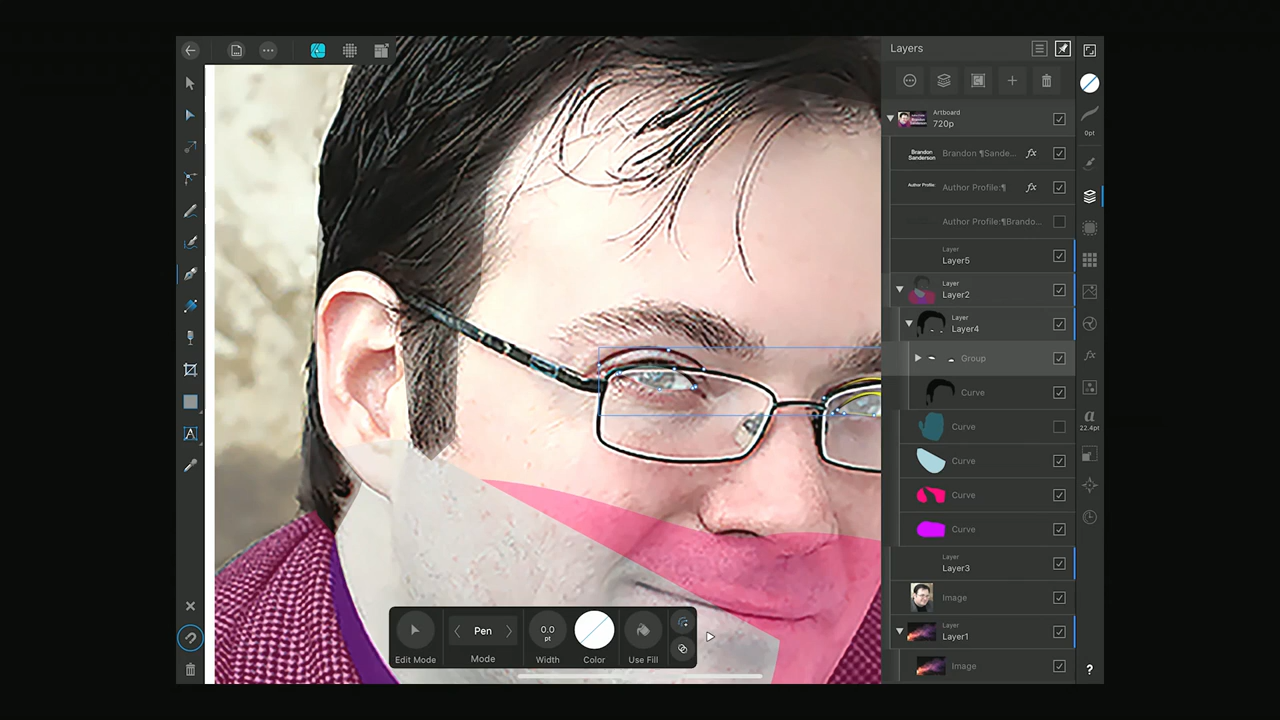 Layers
Artboard
720p
Brandon
Sanderson
Brandon ¶Sande...
fx
Author Profile:
Author Profile:¶
fx
Author Profile:¶Brando...
Layer
Layer5
Layer
Layer2
Layer
Layer4
Group
Curve
Curve
Curve
Curve
Curve
Layer
Layer3
Image
Layer
Layer1
Image
0pt
fx
a
22.4pt
?
A
Edit Mode
Pen
Mode
0.0
pt
Width
Color
Use Fill